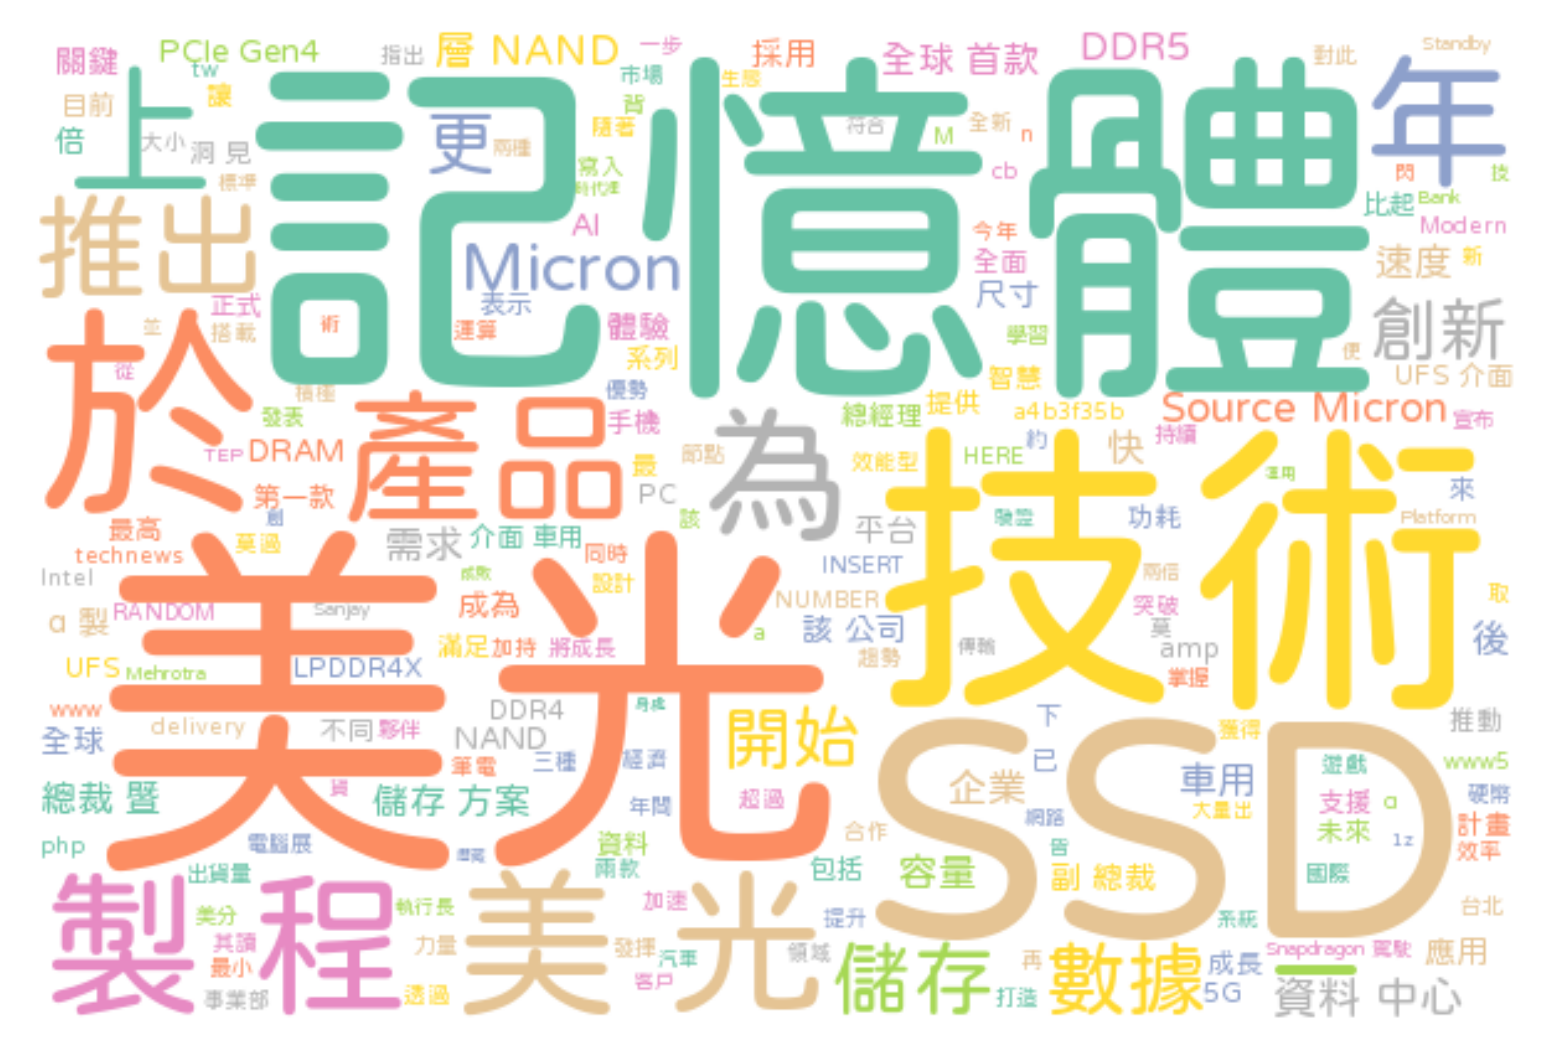 關鍵
PCIe Gen4
指出
層 NAND
一步
採用
全球 首款
DDR5
對此
Standby
tw
讓
市場
生態
目前
上
記憶體
背
年
倍
大小
洞 見
更
兩種
隨著
符合
M
全新
n
標準
寫入
cb
閃
技
推出
AI
比起
Bank
Modern
Micron
今年
全面
速度
新
正式
表示
尺寸
並
搭載
術
運算
體驗
學習
創新
於
從
系列
便
積極
優勢
智慧
UFS 介面
發表
產品
手機
為
總經理
提供
a4b3f35b
Source Micron
宣布
TEP
DRAM
節點
效能型
HERE
約
快
持續
技術
運用
第一款
最
PC
來
創
該
平台
驗證
功耗
Platform
最高
莫過
需求
介面 車用
同時
technews
INSERT
兩倍
Intel
美光
設計
α 製
RANDOM
Sanjay
成為
NUMBER
突破
取
a
該 公司
莫
後
滿足
加持
將成長
趨勢
傳輸
amp
UFS
Mehrotra
LPDDR4X
掌握
www
DDR4
開始
SSD
下
獲得
推動
delivery
不同
夥伴
NAND
全球
筆電
三種
經濟
已
車用
遊戲
www5
總裁 暨
貸
儲存 方案
年間
超過
企業
大量出
支援
α
硬幣
網路
未來
計畫
php
電腦展
合作
資料
皆
1z
效率
出貨量
兩款
包括
容量
副 總裁
國際
製程
美分
執行長
美光
加速
提升
系統
台北
其讀
力量
發揮
汽車
領域
儲存
再
數據
成長
Snapdragon
駕駛
應用
最小
客戶
一
事業部
透過
打造
5G
資料 中心